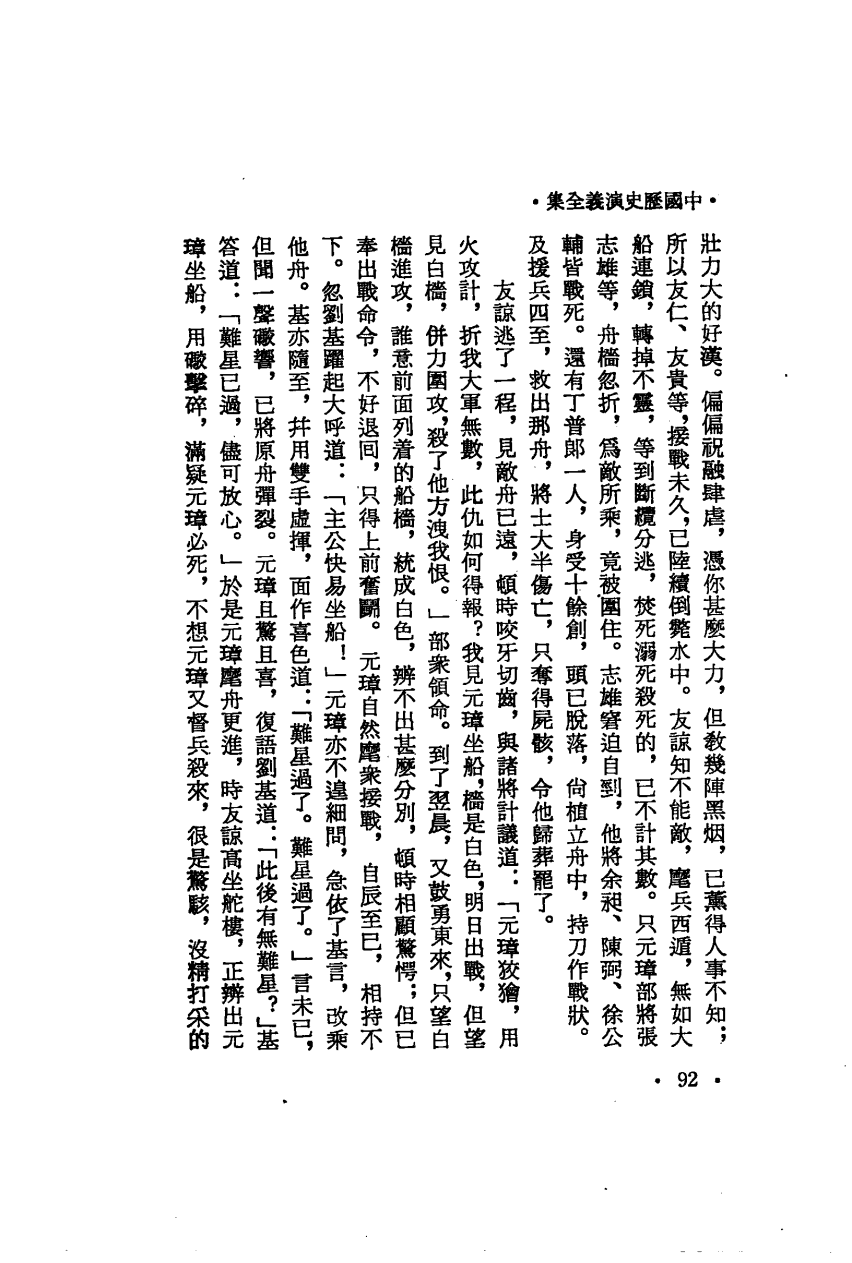 ·中國歷史演義全集·
壯力大的好漢。偏偏祝融肆虐，憑你甚麼大力，但教幾陣黑烟，已薰得人事不知；
所以友仁、友貴等，接戰未久，已陸續倒斃水中。友諒知不能敵，麾兵西遁，無如大
船連鎖，轉掉不靈，等到斷纜分逃，焚死溺死殺死的，已不計其數。只元璋部將張
志雄等，舟檣忽折，爲敵所乘，竟被圍住。志雄窘迫自剄，他將余昶、陳弼、徐公
輔皆戰死。還有丁普郎一人，身受十餘創，頭已脫落，尙植立舟中，持刀作戰狀。
及援兵四至，救出那舟，將士大半傷亡，只奪得屍骸，令他歸葬罷了。
友諒逃了一程，見敵舟已遠，頓時咬牙切齒，與諸將計議道：「元璋狡獪，用
火攻計，折我大軍無數，此仇如何得報？我見元璋坐船，檣是白色，明日出戰，但望
見白檣，併力圍攻，殺了他方洩我恨。」部衆領命。到了翌晨，又鼓勇東來，只望白
檣進攻，誰意前面列着的船檣，統成白色，辨不出甚麼分別，頓時相顧驚愕；但已
奉出戰命令，不好退回，只得上前奮鬭。元璋自然麾衆接戰，自辰至巳，相持不
下。忽劉基躍起大呼道：「主公快易坐船！」元璋亦不遑細問，急依了基言，改乘
他舟。基亦隨至，幷用雙手虛揮，面作喜色道：「難星過了。難星過了。」言未已，
但聞一聲礮響，已將原舟彈裂。元璋且驚且喜，復語劉基道：「此後有無難星？」基
答道：「難星已過，儘可放心。」於是元璋麾舟更進，時友諒高坐舵樓，正辨出元
璋坐船，用礮擊碎，滿疑元璋必死，不想元璋又督兵殺來，很是驚駭，沒精打采的
·92·